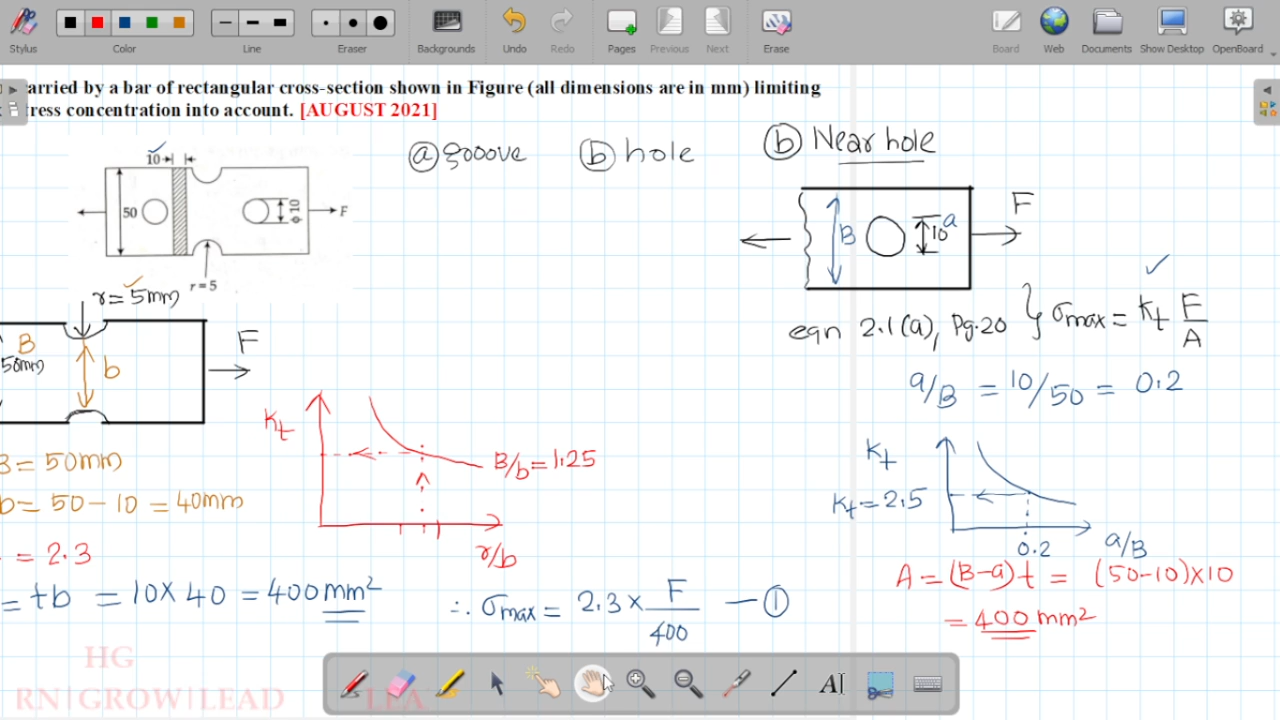 Stylus
Color
Line
Eraser
Backgrounds
Undo
Redo
Pages
Previous
Next
Erase
Board
Web
Documents
Show Desktop
OpenBoard
arried by a bar of rectangular cross-section shown in Figure (all dimensions are in mm) limiting
tress concentration into account. [AUGUST 2021]
10
50
ϕ 10
F
r = 5
r = 5mm
B
50mm
b
F
B = 50mm
b = 50 - 10 = 40mm
= 2.3
= tb = 10 × 40 = 400mm²
ⓐ groove
ⓑ hole
Kt
B/b = 1.25
r/b
∴ σmax = 2.3 × F/400 — ①
ⓑ Near hole
B
10
a
F
eqn 2.1(a), Pg.20 } σmax = Kt F/A
a/B = 10/50 = 0.2
Kt
Kt = 2.5
0.2
a/B
A = (B-a)t = (50-10)×10
= 400 mm²
HG
RN|GROW|LEAD
AI